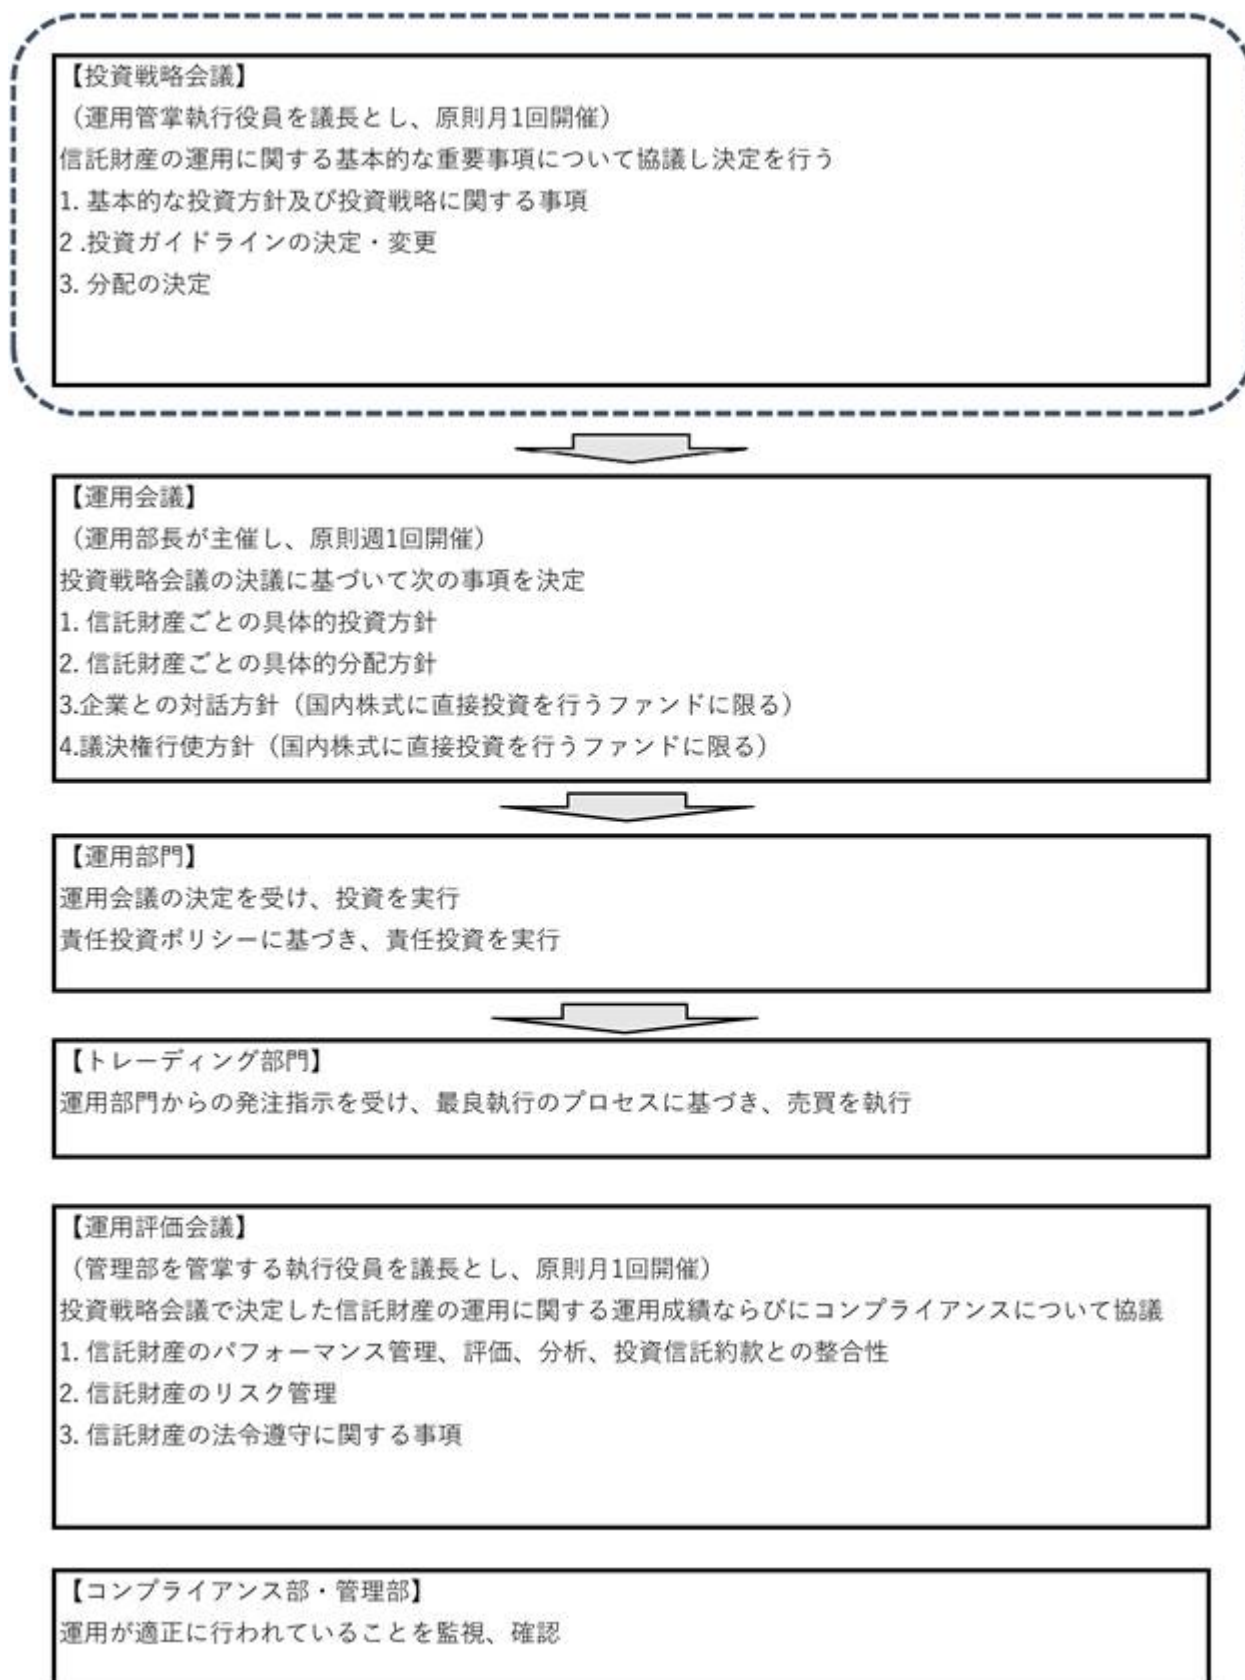 【投資戦略会議】
（運用管掌執行役員を議長とし、原則月1回開催）
信託財産の運用に関する基本的な重要事項について協議し決定を行う
1. 基本的な投資方針及び投資戦略に関する事項
2 .投資ガイドラインの決定・変更
3. 分配の決定
【運用会議】
（運用部長が主催し、原則週1回開催）
投資戦略会議の決議に基づいて次の事項を決定
1. 信託財産ごとの具体的投資方針
2. 信託財産ごとの具体的分配方針
3.企業との対話方針（国内株式に直接投資を行うファンドに限る）
4.議決権行使方針（国内株式に直接投資を行うファンドに限る）
【運用部門】
運用会議の決定を受け、投資を実行
責任投資ポリシーに基づき、責任投資を実行
【トレーディング部門】
運用部門からの発注指示を受け、最良執行のプロセスに基づき、売買を執行
【運用評価会議】
（管理部を管掌する執行役員を議長とし、原則月1回開催）
投資戦略会議で決定した信託財産の運用に関する運用成績ならびにコンプライアンスについて協議
1. 信託財産のパフォーマンス管理、評価、分析、投資信託約款との整合性
2. 信託財産のリスク管理
3. 信託財産の法令遵守に関する事項
【コンプライアンス部・管理部】
運用が適正に行われていることを監視、確認